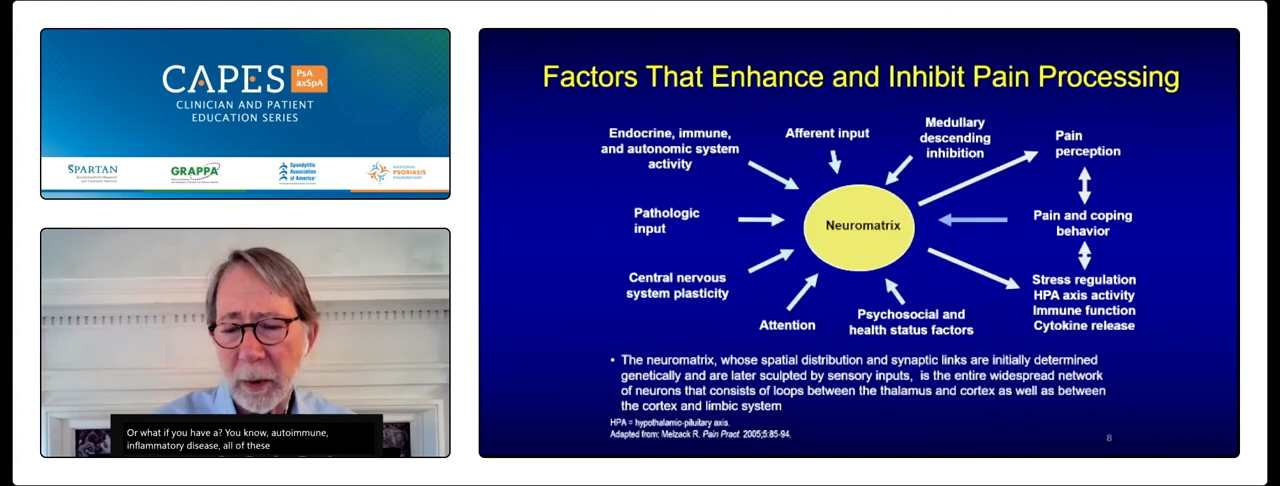 CAPES
PsA
axSpA
CLINICIAN AND PATIENT
EDUCATION SERIES
SPARTAN
GRAPPA
Spondylitis
Association
of America
NATIONAL
PSORIASIS
FOUNDATION
Or what if you have a? You know, autoimmune,
inflammatory disease, all of these
Factors That Enhance and Inhibit Pain Processing
Endocrine, immune,
and autonomic system
activity
Afferent input
Medullary
descending
inhibition
Pain
perception
Pathologic
input
Neuromatrix
Pain and coping
behavior
Central nervous
system plasticity
Attention
Psychosocial and
health status factors
Stress regulation
HPA axis activity
Immune function
Cytokine release
• The neuromatrix, whose spatial distribution and synaptic links are initially determined
genetically and are later sculpted by sensory inputs, is the entire widespread network
of neurons that consists of loops between the thalamus and cortex as well as between
the cortex and limbic system
HPA = hypothalamic-pituitary axis.
Adapted from: Melzack R. Pain Pract. 2005;5:85-94.
8